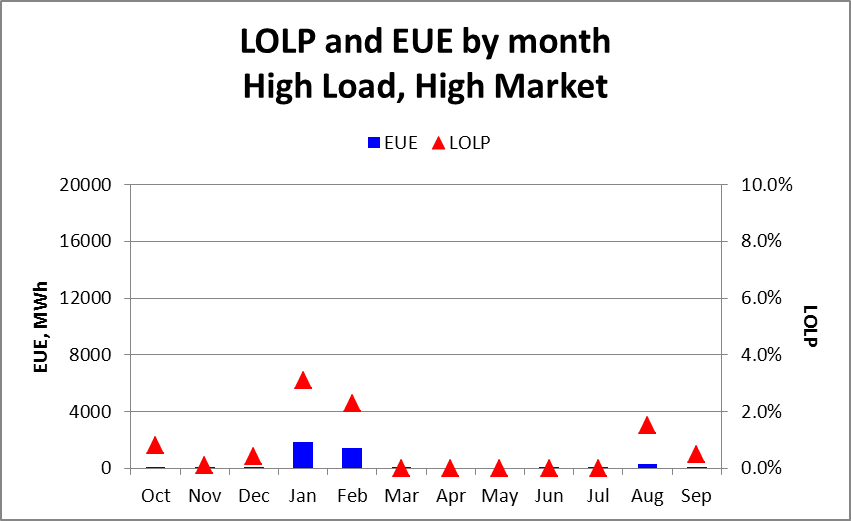 LOLP and EUE by month
High Load, High Market
EUE LOLP
20000
16000
12000
8000
4000
0
EUE, MWh
10.0%
8.0%
6.0%
4.0%
2.0%
0.0%
LOLP
Oct Nov Dec Jan Feb Mar Apr May Jun Jul Aug Sep